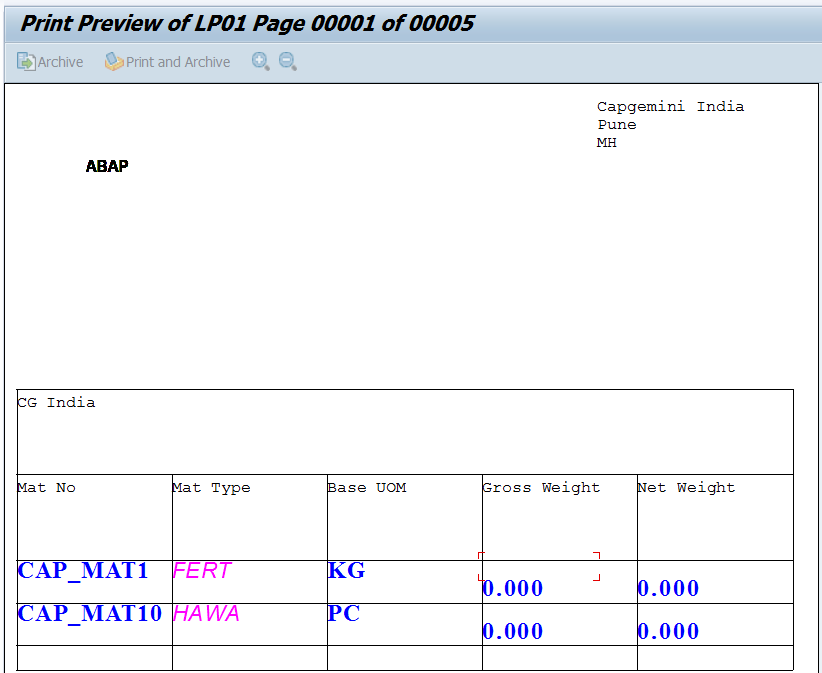 Print Preview of LP01 Page 00001 of 00005
Archive Print and Archive
Capgemini India
Pune
MH
ABAP
CG India
Mat No Mat Type Base UOM Gross Weight Net Weight
CAP_MAT1 FERT KG 0.000 0.000
CAP_MAT10 HAWA PC 0.000 0.000